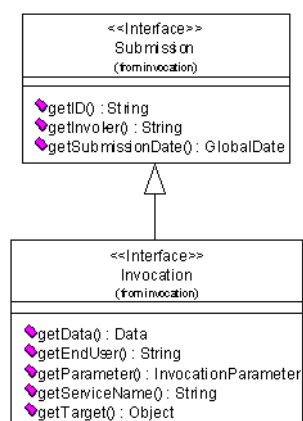 <<Interface>>
Submission
(from invocation)
getID() : String
getInvoker() : String
getSubmissionDate() : GlobalDate
<<Interface>>
Invocation
(from invocation)
getData() : Data
getEndUser() : String
getParameter() : InvocationParameter
getServiceName() : String
getTarget() : Object